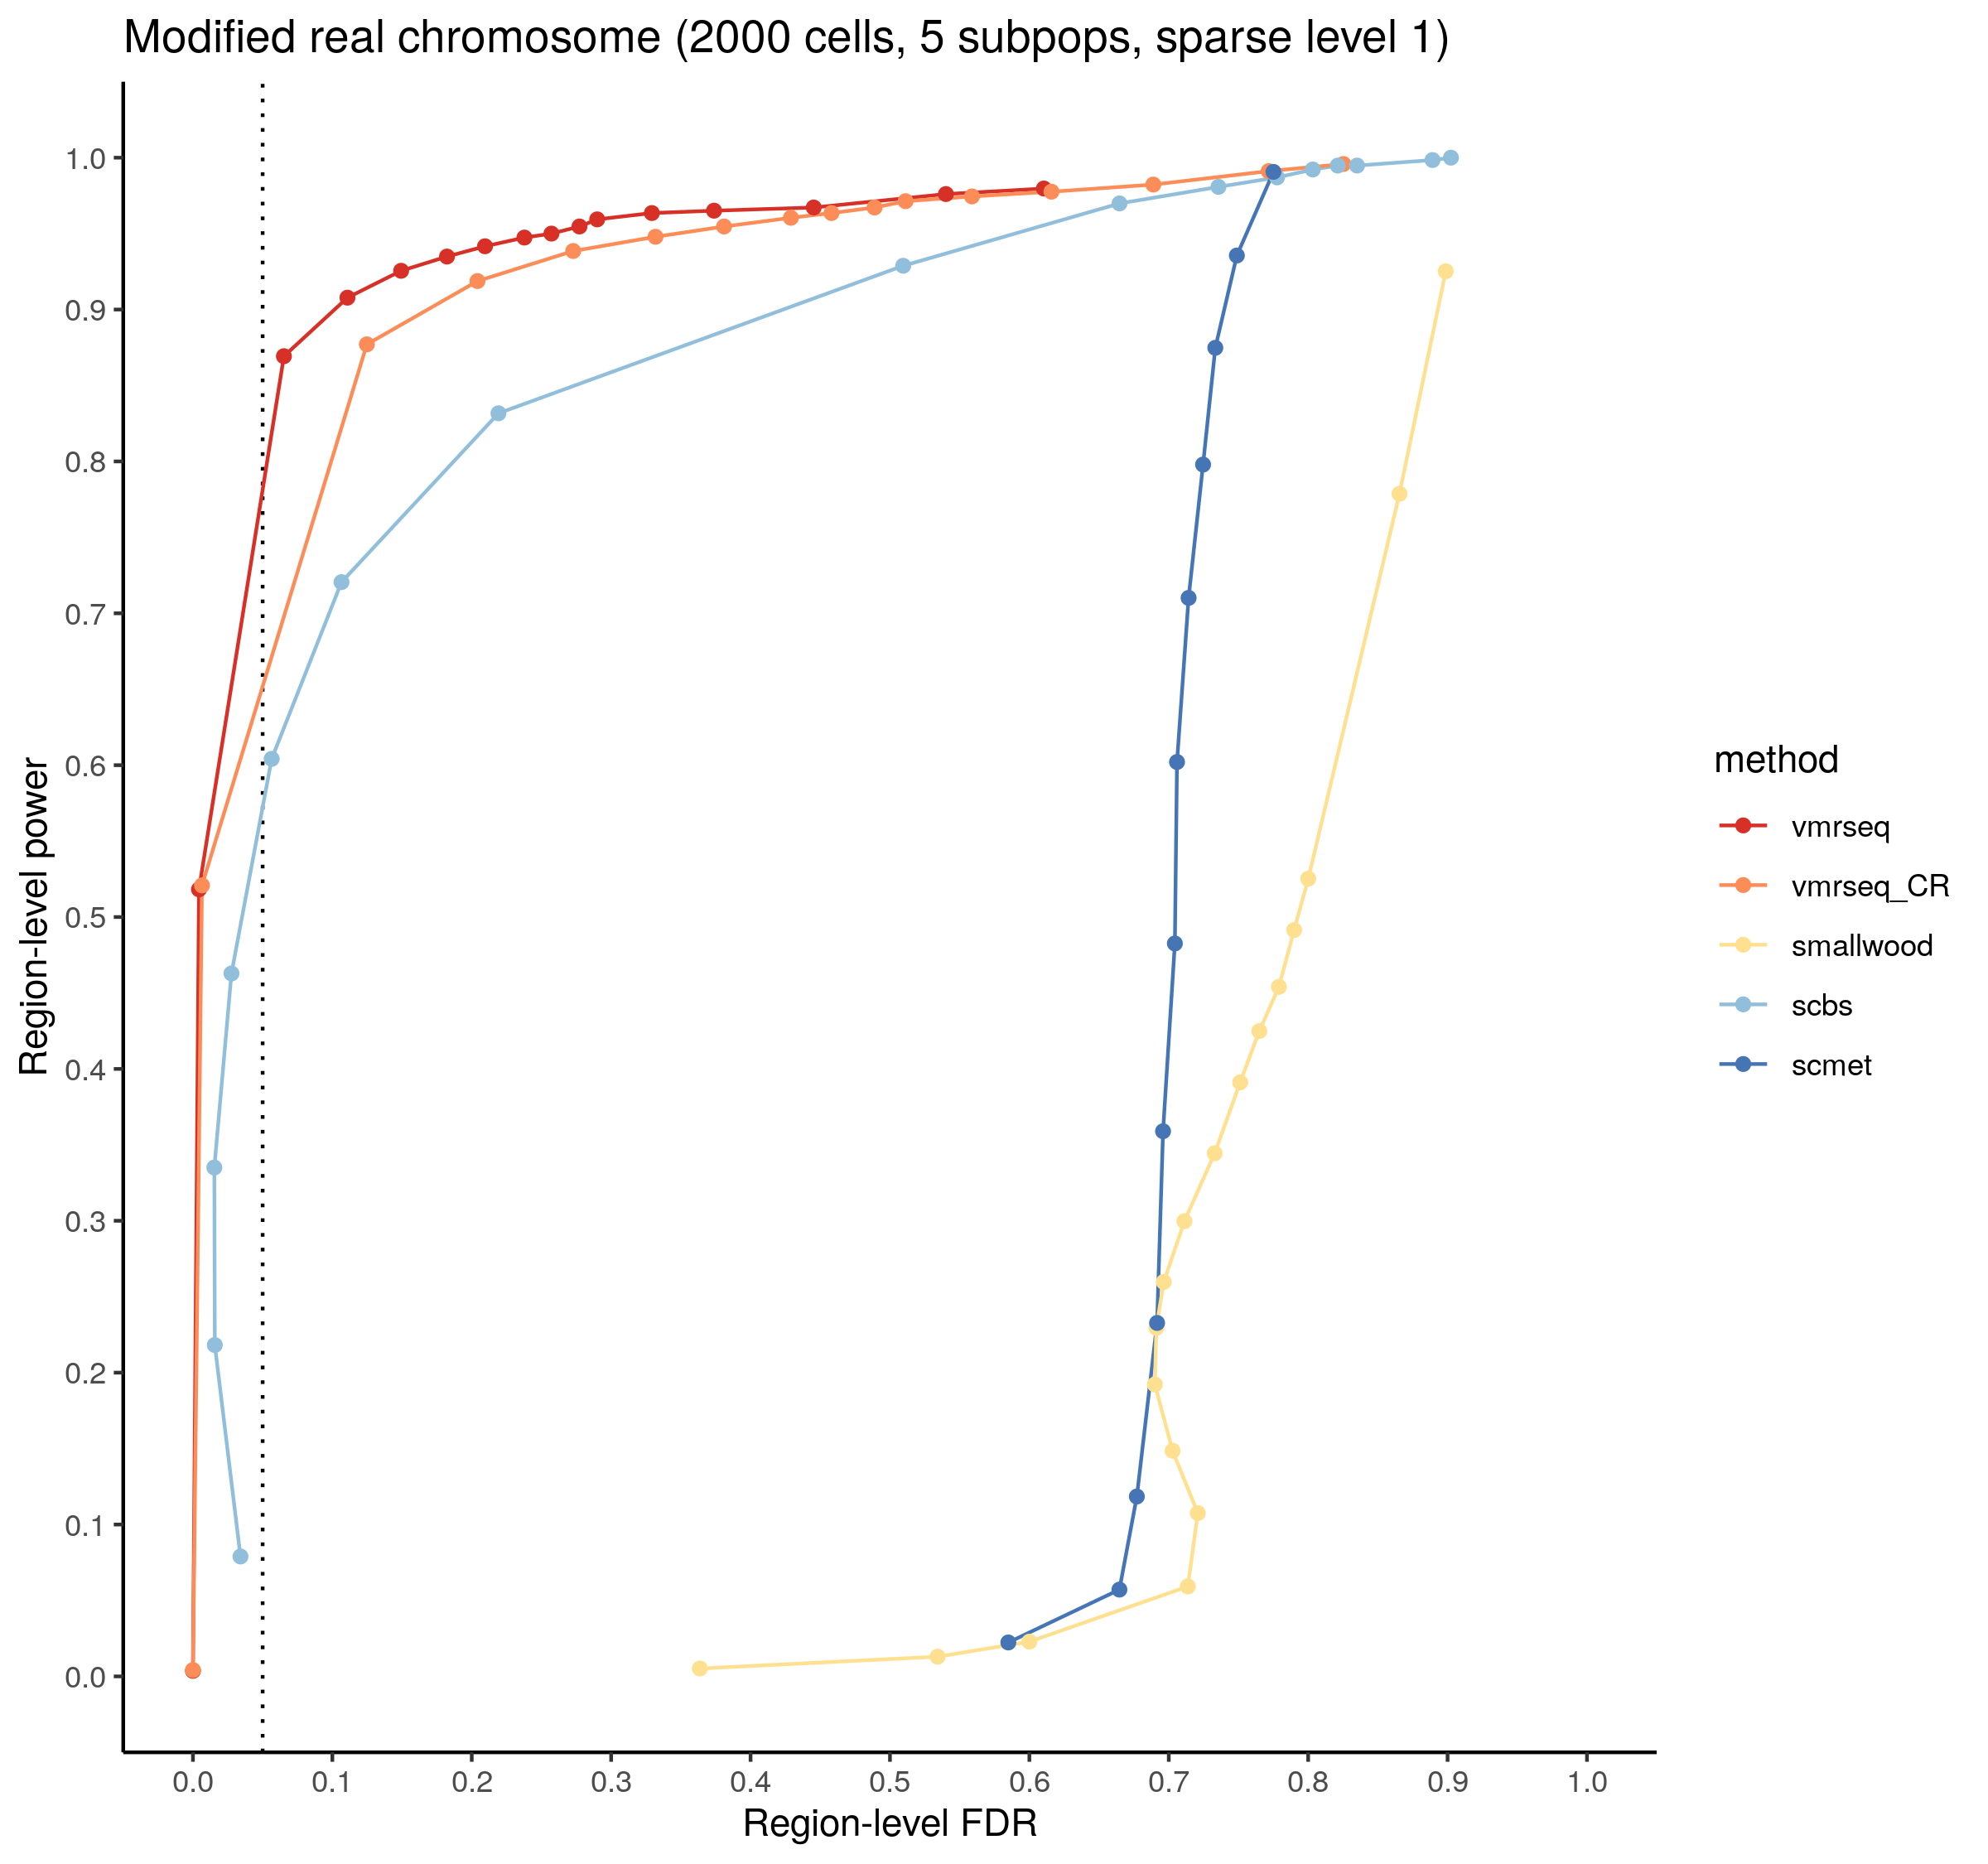 Modified real chromosome (2000 cells, 5 subpops, sparse level 1)
Region-level power
1.0
0.9
0.8
0.7
0.6
0.5
0.4
0.3
0.2
0.1
0.0
0.0 0.1 0.2 0.3 0.4 0.5 0.6 0.7 0.8 0.9 1.0
Region-level FDR
method
vmrseq
vmrseq_CR
smallwood
scbs
scmet